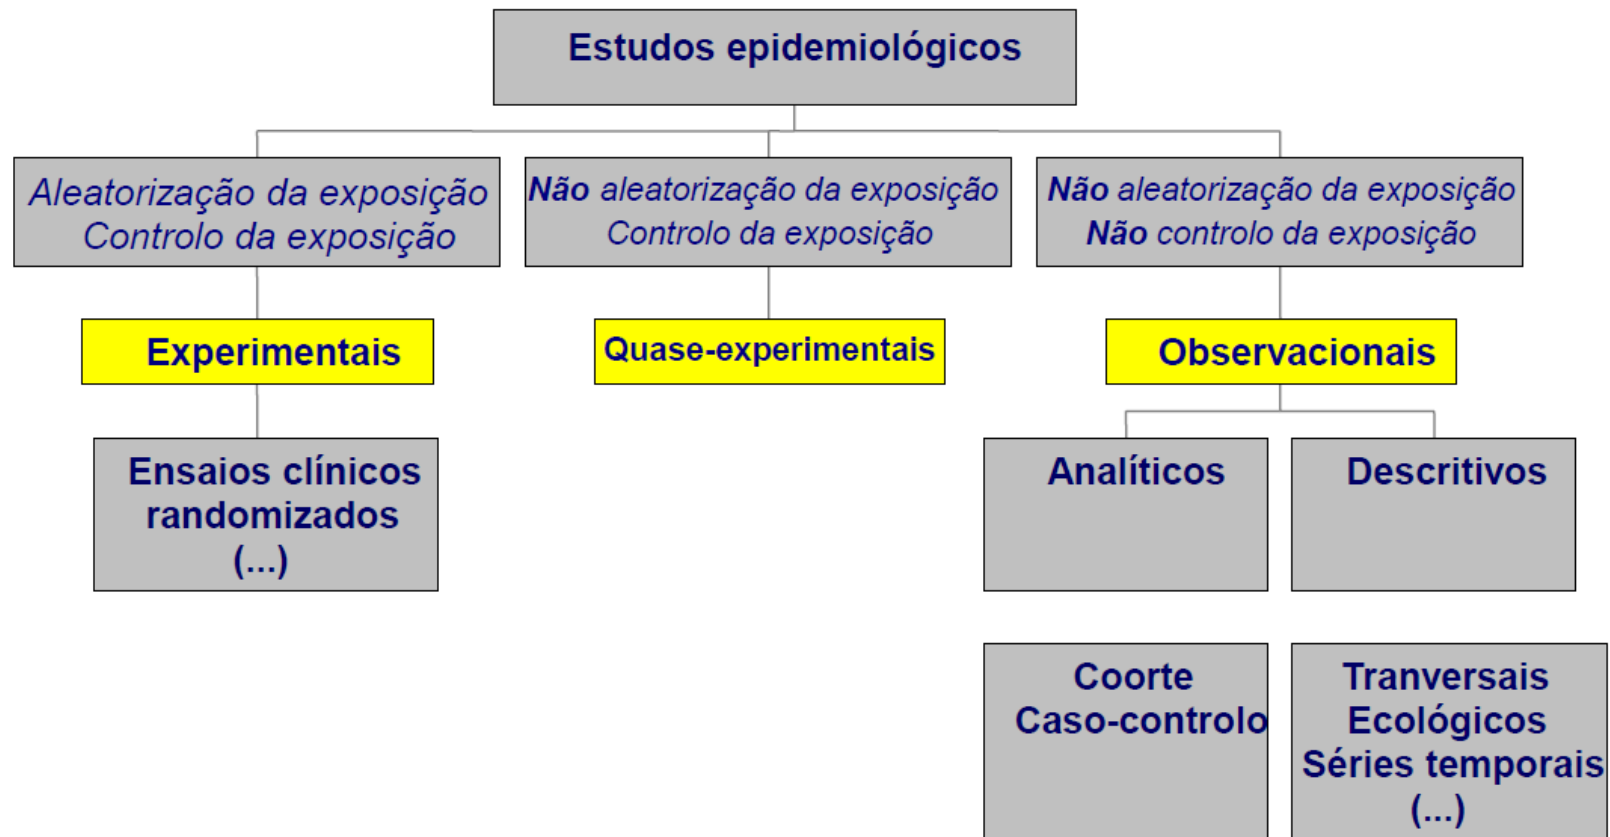 Estudos epidemiológicos
Aleatorização da exposição
Controlo da exposição
Não aleatorização da exposição
Controlo da exposição
Não aleatorização da exposição
Não controlo da exposição
Experimentais
Quase-experimentais
Observacionais
Ensaios clínicos
randomizados
(...)
Analíticos
Descritivos
Coorte
Caso-controlo
Tranversais
Ecológicos
Séries temporais
(...)